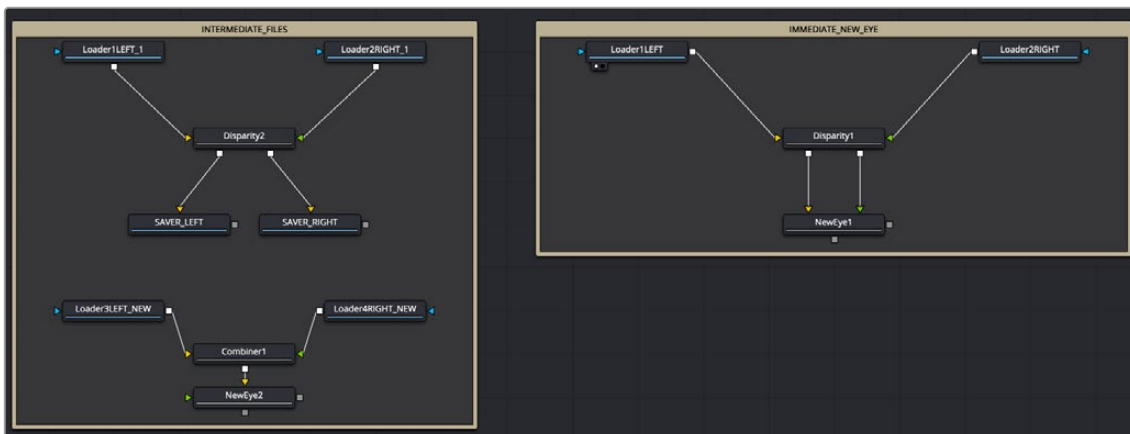 INTERMEDIATE_FILES
Loader1LEFT_1
Loader2RIGHT_1
Disparity2
SAVER_LEFT
SAVER_RIGHT
Loader3LEFT_NEW
Loader4RIGHT_NEW
Combiner1
NewEye2
IMMEDIATE_NEW_EYE
Loader1LEFT
Loader2RIGHT
Disparity1
NewEye1